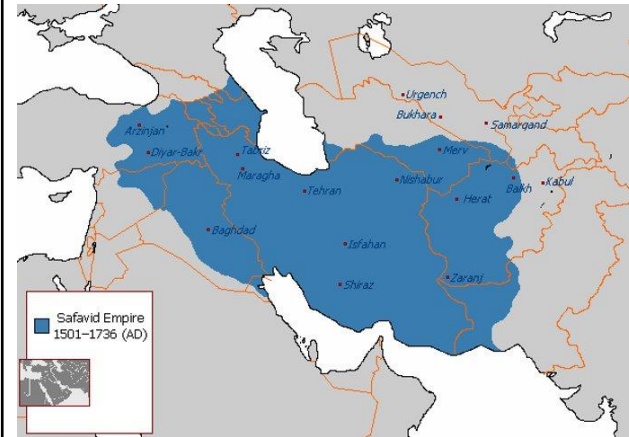 Urgench
Bukhara
Samargand
Arzinjan
Diyar-Bakr
Tabriz
Maragha
Merv
Tehran
Nishabur
Balkh
Kabul
Herat
Baghdad
Isfahan
Shiraz
Zaranj
Safavid Empire
1501–1736 (AD)